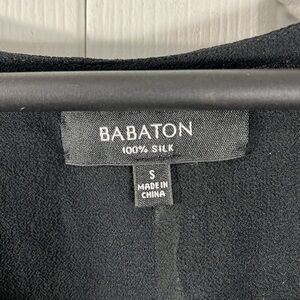 BABATON
100% SILK
S
MADE IN
CHINA